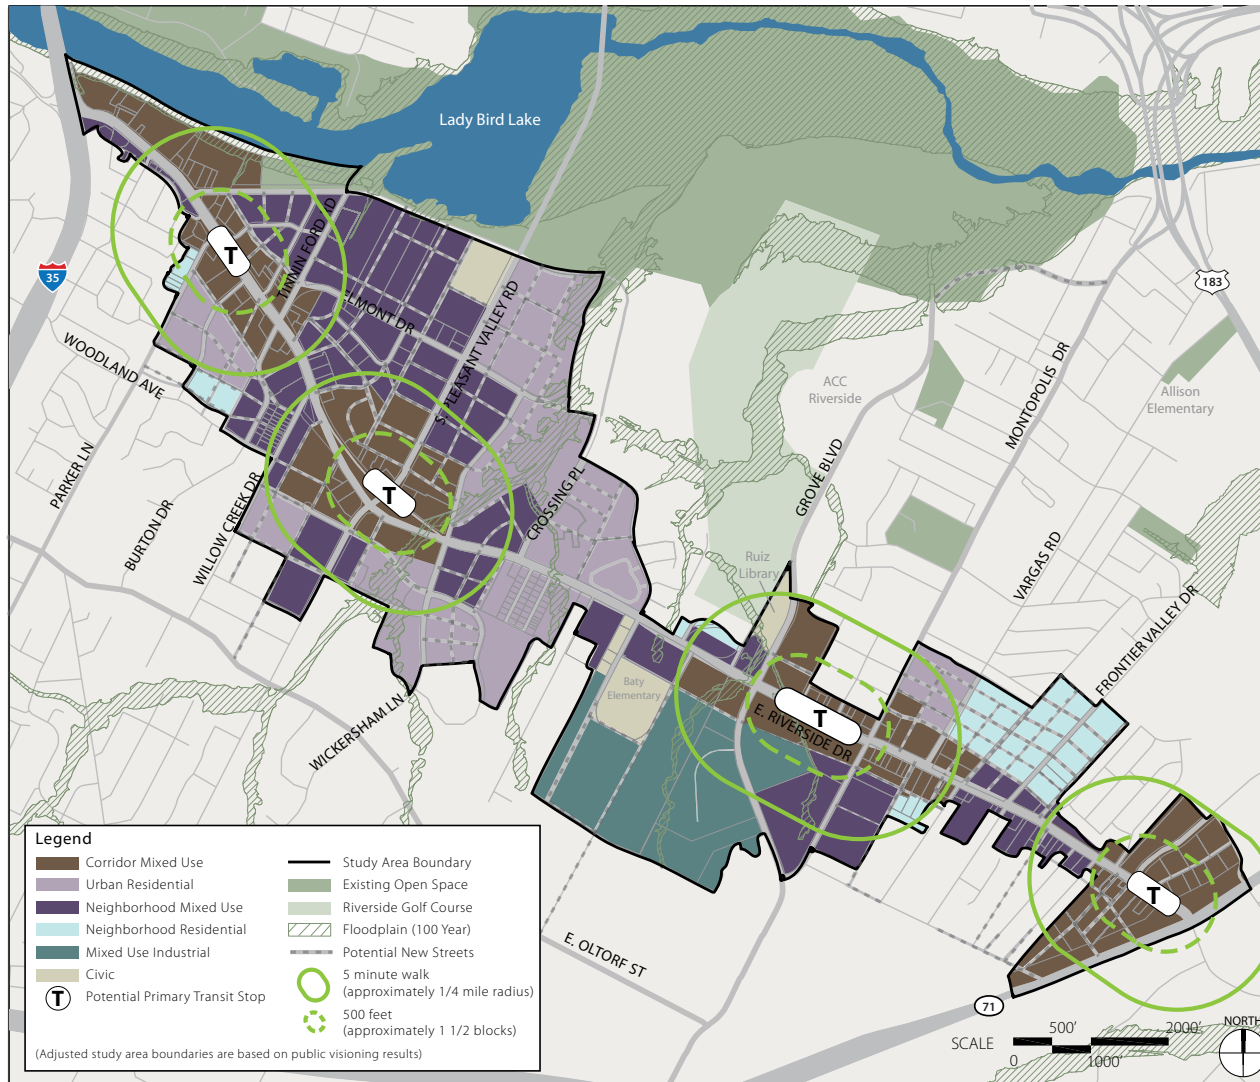 Lady Bird Lake
T
TINNIN FORD RD
35
183
ELMONT DR
S. PLEASANT VALLEY RD
WOODLAND AVE
ACC
Riverside
MONTOPOLIS DR
Allison
Elementary
PARKER LN
GROVE BLVD
T
BURTON DR
WILLOW CREEK DR
CROSSING PL
Ruiz
Library
VARGAS RD
FRONTIER VALLEY DR
Baty
Elementary
WICKERSHAM LN
T
E. RIVERSIDE DR
T
E. OLTORF ST
71
Legend
Corridor Mixed Use
Urban Residential
Neighborhood Mixed Use
Neighborhood Residential
Mixed Use Industrial
Civic
T Potential Primary Transit Stop
Study Area Boundary
Existing Open Space
Riverside Golf Course
Floodplain (100 Year)
Potential New Streets
5 minute walk
(approximately 1/4 mile radius)
500 feet
(approximately 1 1/2 blocks)
(Adjusted study area boundaries are based on public visioning results)
SCALE
500'
2000'
0
1000'
NORTH